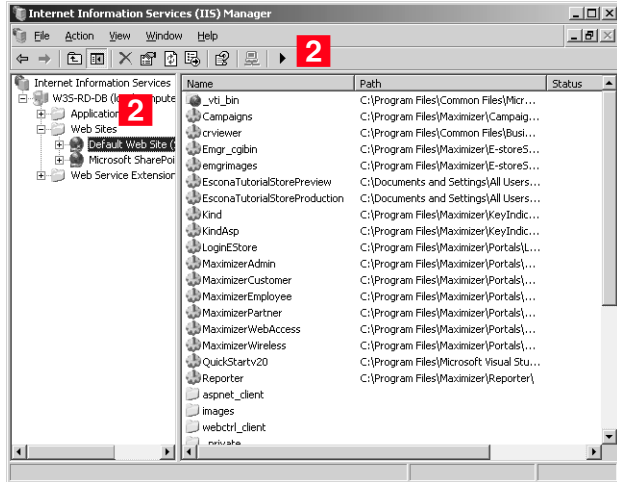 Internet Information Services (IIS) Manager
File Action View Window Help
2
Internet Information Services
W3S-RD-DB (lo
mpute
Application
2
Web Sites
Default Web Site (
Microsoft SharePoi
Web Service Extension
Name Path Status
_vti_bin C:\Program Files\Common Files\Micr...
Campaigns C:\Program Files\Maximizer\Campaig...
crviewer C:\Program Files\Common Files\Busi...
Emgr_cgibin C:\Program Files\Maximizer\E-storeS...
emgrimages C:\Program Files\Maximizer\E-storeS...
EsconaTutorialStorePreview C:\Documents and Settings\All Users...
EsconaTutorialStoreProduction C:\Documents and Settings\All Users...
Kind C:\Program Files\Maximizer\KeyIndic...
KindAsp C:\Program Files\Maximizer\KeyIndic...
LoginEStore C:\Program Files\Maximizer\Portals\L...
MaximizerAdmin C:\Program Files\Maximizer\Portals\...
MaximizerCustomer C:\Program Files\Maximizer\Portals\...
MaximizerEmployee C:\Program Files\Maximizer\Portals\...
MaximizerPartner C:\Program Files\Maximizer\Portals\...
MaximizerWebAccess C:\Program Files\Maximizer\Portals\...
MaximizerWireless C:\Program Files\Maximizer\Portals\...
QuickStartv20 C:\Program Files\Microsoft Visual Stu...
Reporter C:\Program Files\Maximizer\Reporter\
aspnet_client
images
webctrl_client
_private